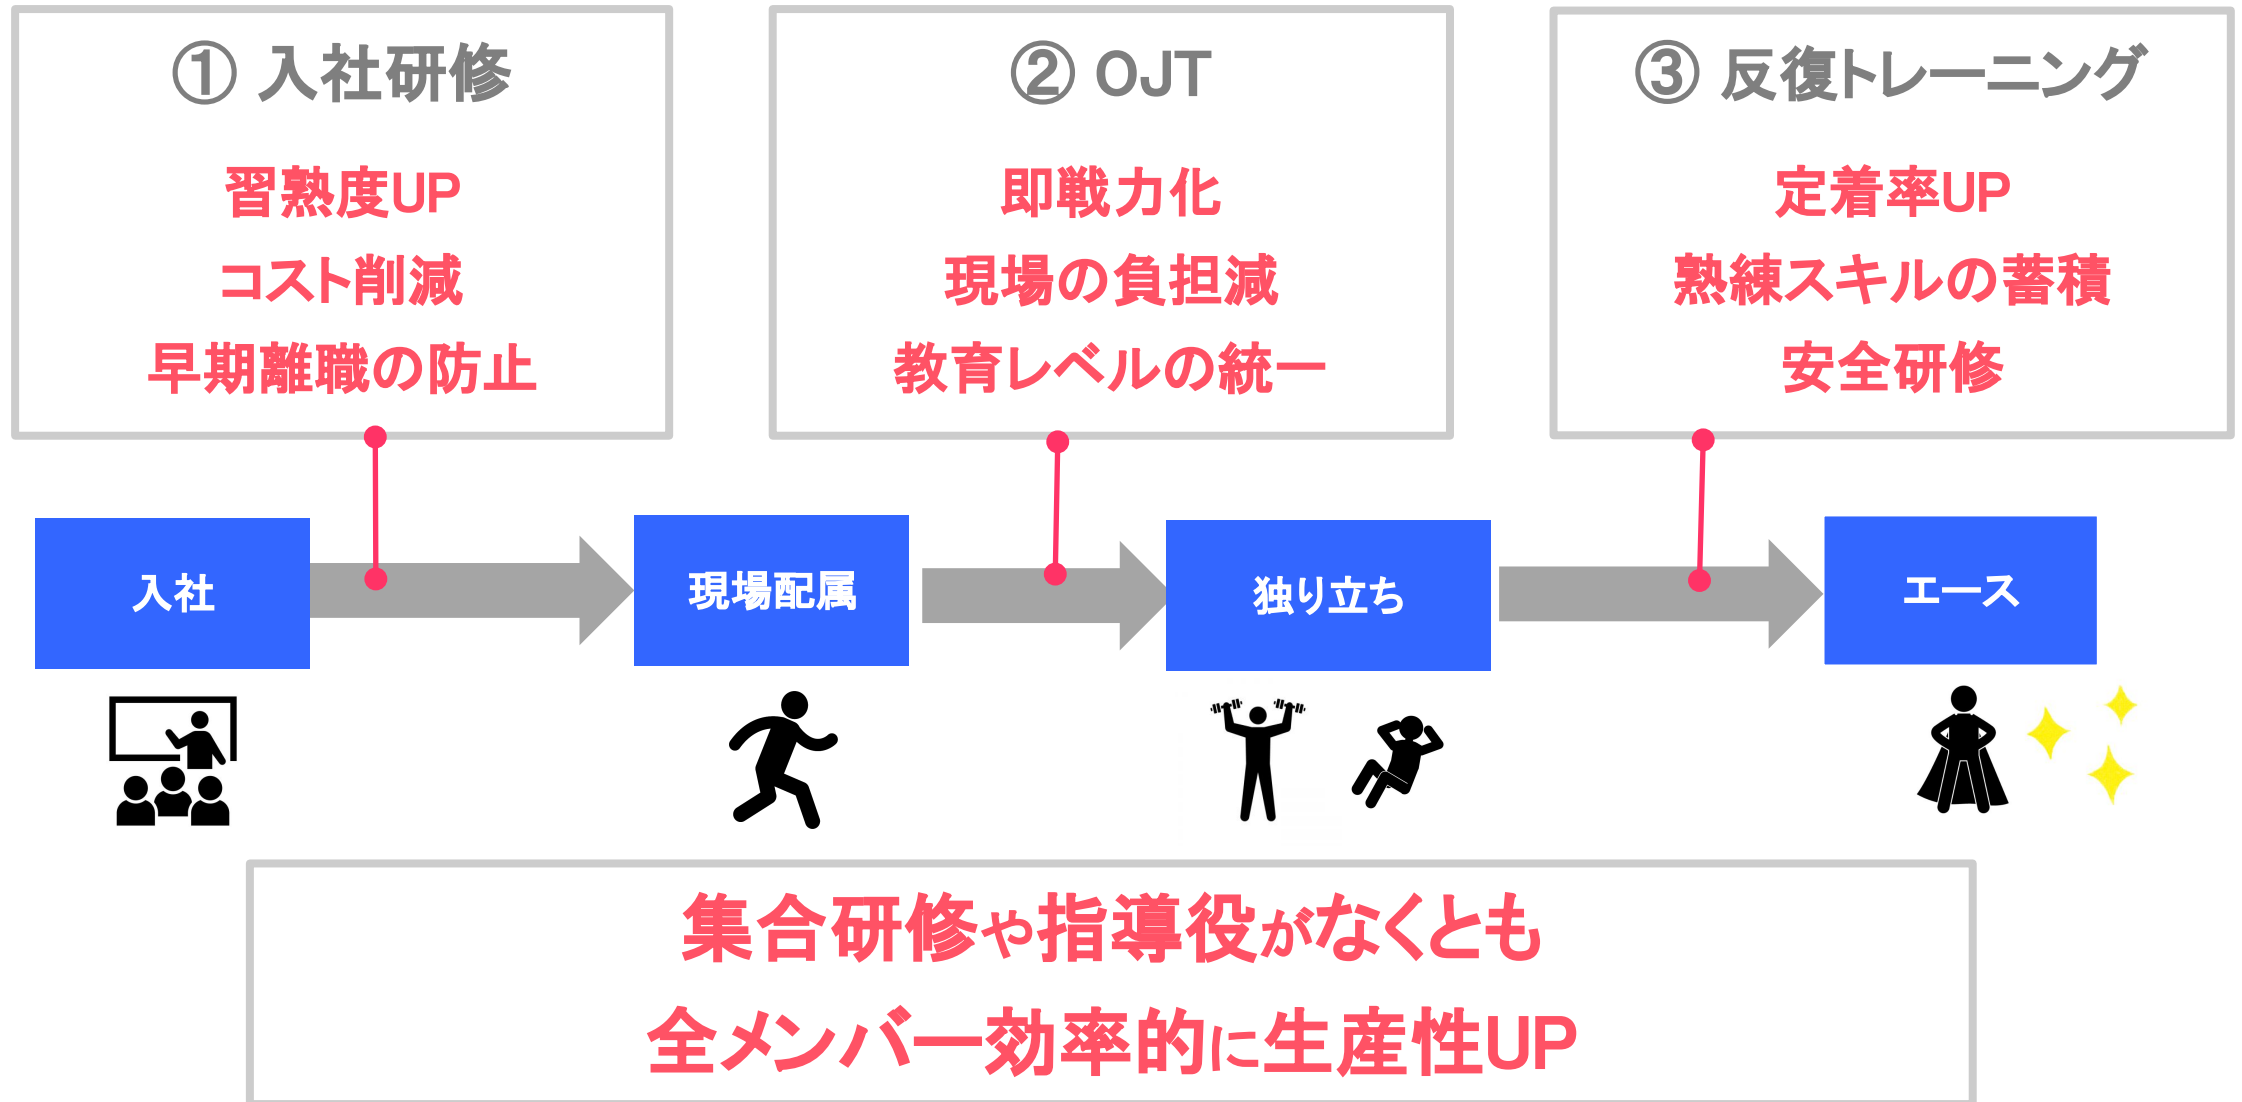 ① 入社研修
習熟度UP
コスト削減
早期離職の防止
② OJT
即戦力化
現場の負担減
教育レベルの統一
③ 反復トレーニング
定着率UP
熟練スキルの蓄積
安全研修
入社
現場配属
独り立ち
エース
集合研修や指導役がなくとも
全メンバー効率的に生産性UP